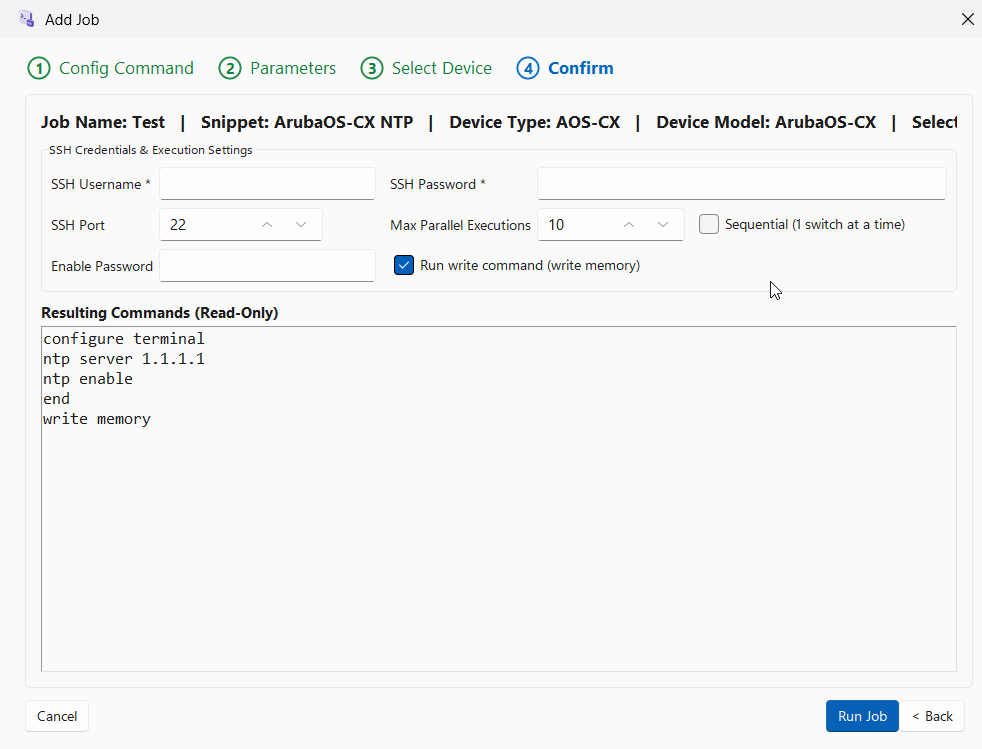 Add Job
1 Config Command 2 Parameters 3 Select Device 4 Confirm
Job Name: Test | Snippet: ArubaOS-CX NTP | Device Type: AOS-CX | Device Model: ArubaOS-CX | Select
SSH Credentials & Execution Settings
SSH Username * SSH Password *
SSH Port 22 Max Parallel Executions 10 Sequential (1 switch at a time)
Enable Password Run write command (write memory)
Resulting Commands (Read-Only)
configure terminal
ntp server 1.1.1.1
ntp enable
end
write memory
Cancel Run Job < Back